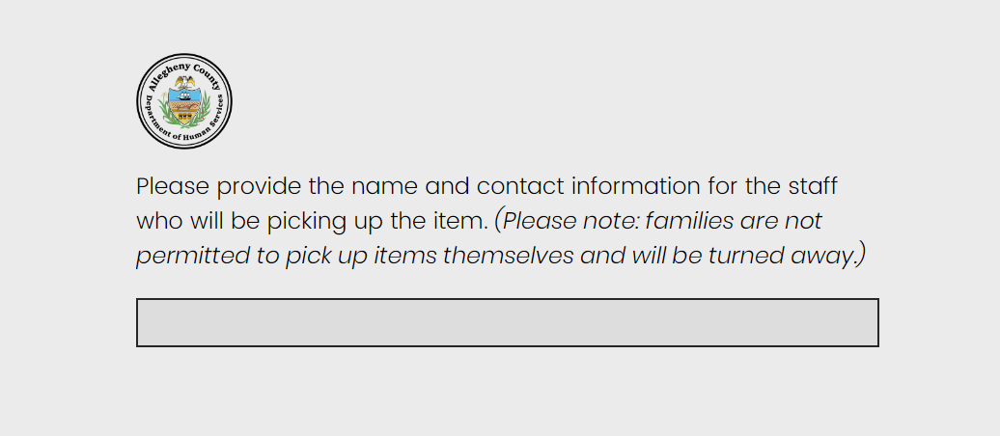 Allegheny County
Department of Human Services
Please provide the name and contact information for the staff
who will be picking up the item. (Please note: families are not
permitted to pick up items themselves and will be turned away.)